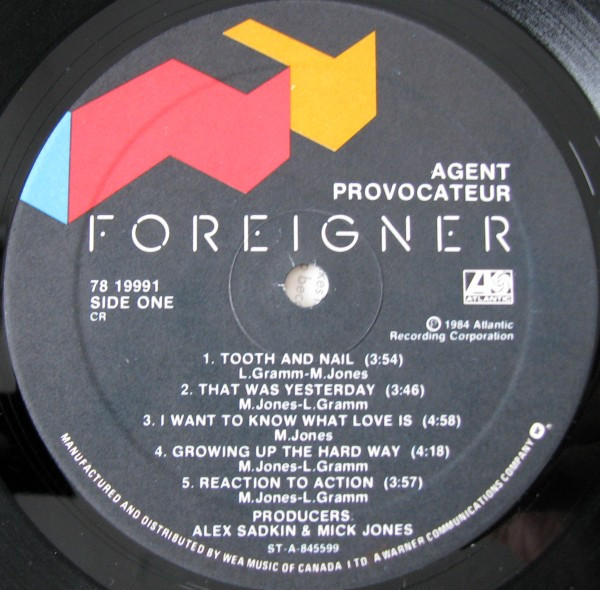 AGENT
PROVOCATEUR
FOREIGNER
78 19991
SIDE ONE
CR
ATLANTIC
Ⓟ 1984 Atlantic
Recording Corporation
1. TOOTH AND NAIL (3:54)
L.Gramm-M.Jones
2. THAT WAS YESTERDAY (3:46)
M.Jones-L.Gramm
3. I WANT TO KNOW WHAT LOVE IS (4:58)
M.Jones
4. GROWING UP THE HARD WAY (4:18)
M.Jones-L.Gramm
5. REACTION TO ACTION (3:57)
M.Jones-L.Gramm
PRODUCERS:
ALEX SADKIN & MICK JONES
ST-A-845599
MANUFACTURED AND DISTRIBUTED BY WEA MUSIC OF CANADA LTD A WARNER COMMUNICATIONS COMPANY